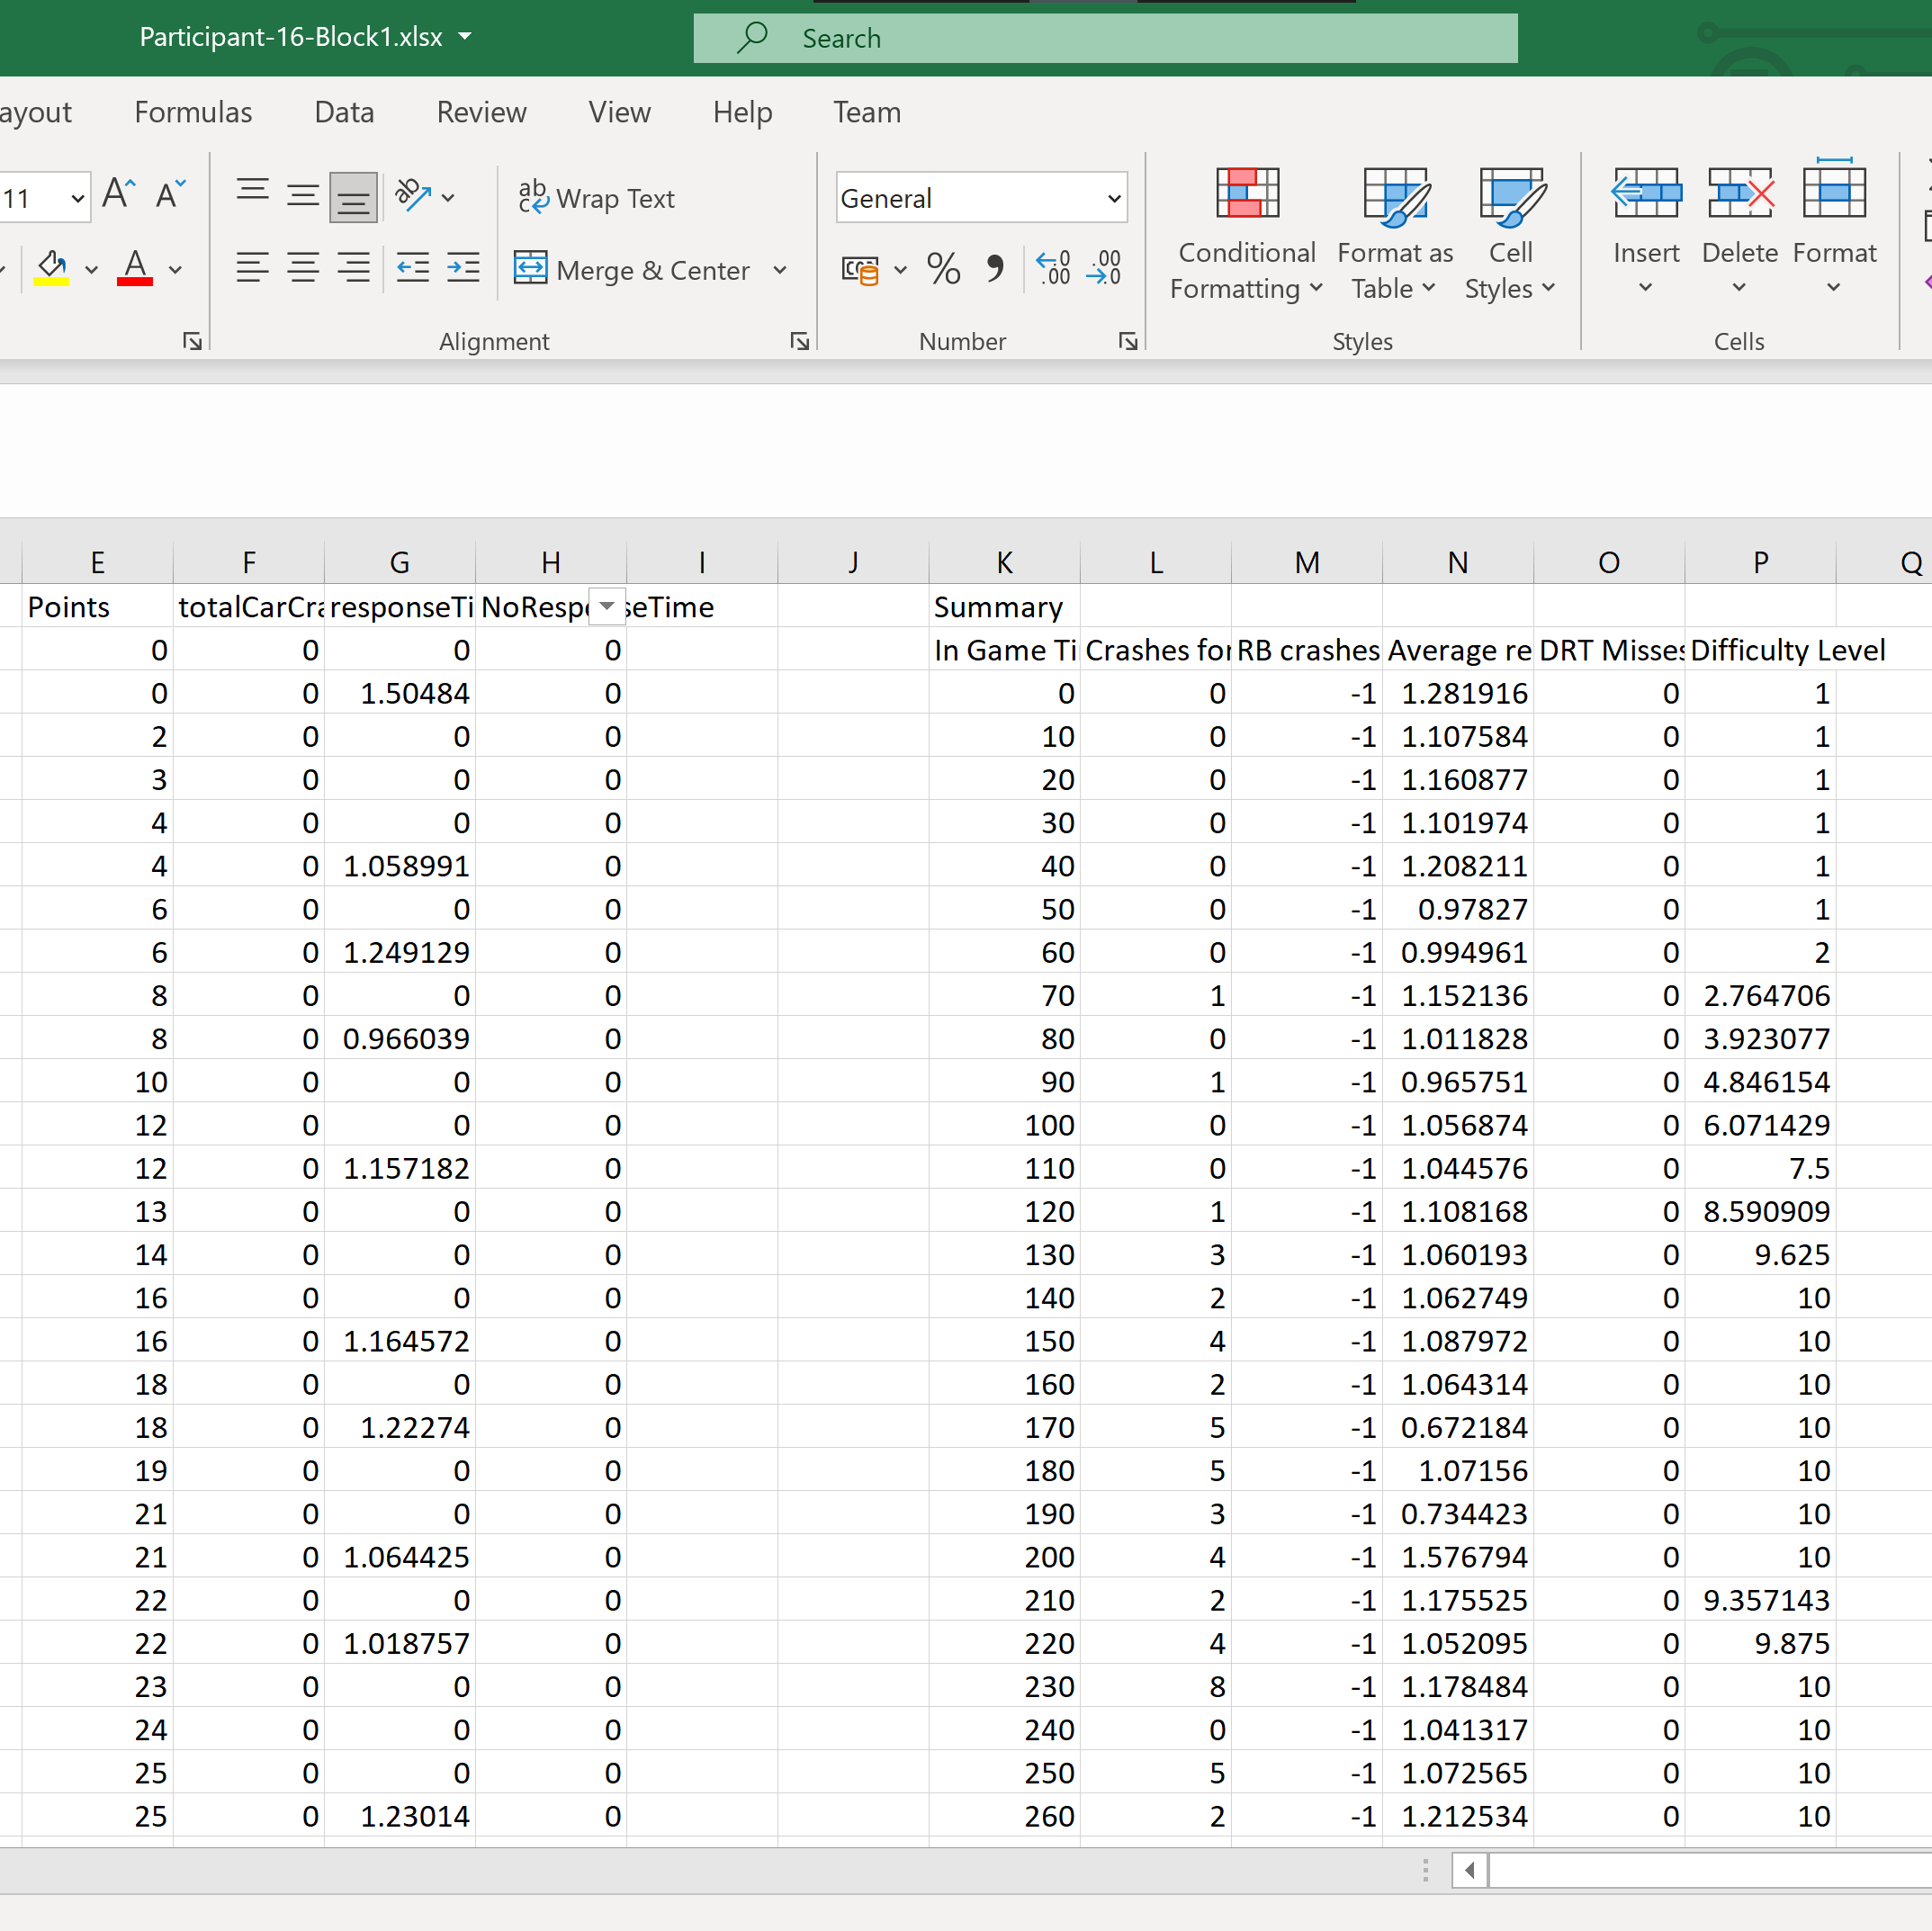 Participant-16-Block1.xlsx Search
ayout Formulas Data Review View Help Team
11 A A ab Wrap Text General Conditional Formatting Format as Table Cell Styles Insert Delete Format
A Merge & Center % .00 .00
Alignment Number Styles Cells
E F G H I J K L M N O P Q
Points totalCarCra responseTi NoRespo seTime Summary
0 0 0 0 In Game Ti Crashes for RB crashes Average re DRT Misses Difficulty Level
0 0 1.50484 0 0 0 -1 1.281916 0 1
2 0 0 0 10 0 -1 1.107584 0 1
3 0 0 0 20 0 -1 1.160877 0 1
4 0 0 0 30 0 -1 1.101974 0 1
4 0 1.058991 0 40 0 -1 1.208211 0 1
6 0 0 0 50 0 -1 0.97827 0 1
6 0 1.249129 0 60 0 -1 0.994961 0 2
8 0 0 0 70 1 -1 1.152136 0 2.764706
8 0 0.966039 0 80 0 -1 1.011828 0 3.923077
10 0 0 0 90 1 -1 0.965751 0 4.846154
12 0 0 0 100 0 -1 1.056874 0 6.071429
12 0 1.157182 0 110 0 -1 1.044576 0 7.5
13 0 0 0 120 1 -1 1.108168 0 8.590909
14 0 0 0 130 3 -1 1.060193 0 9.625
16 0 0 0 140 2 -1 1.062749 0 10
16 0 1.164572 0 150 4 -1 1.087972 0 10
18 0 0 0 160 2 -1 1.064314 0 10
18 0 1.22274 0 170 5 -1 0.672184 0 10
19 0 0 0 180 5 -1 1.07156 0 10
21 0 0 0 190 3 -1 0.734423 0 10
21 0 1.064425 0 200 4 -1 1.576794 0 10
22 0 0 0 210 2 -1 1.175525 0 9.357143
22 0 1.018757 0 220 4 -1 1.052095 0 9.875
23 0 0 0 230 8 -1 1.178484 0 10
24 0 0 0 240 0 -1 1.041317 0 10
25 0 0 0 250 5 -1 1.072565 0 10
25 0 1.23014 0 260 2 -1 1.212534 0 10